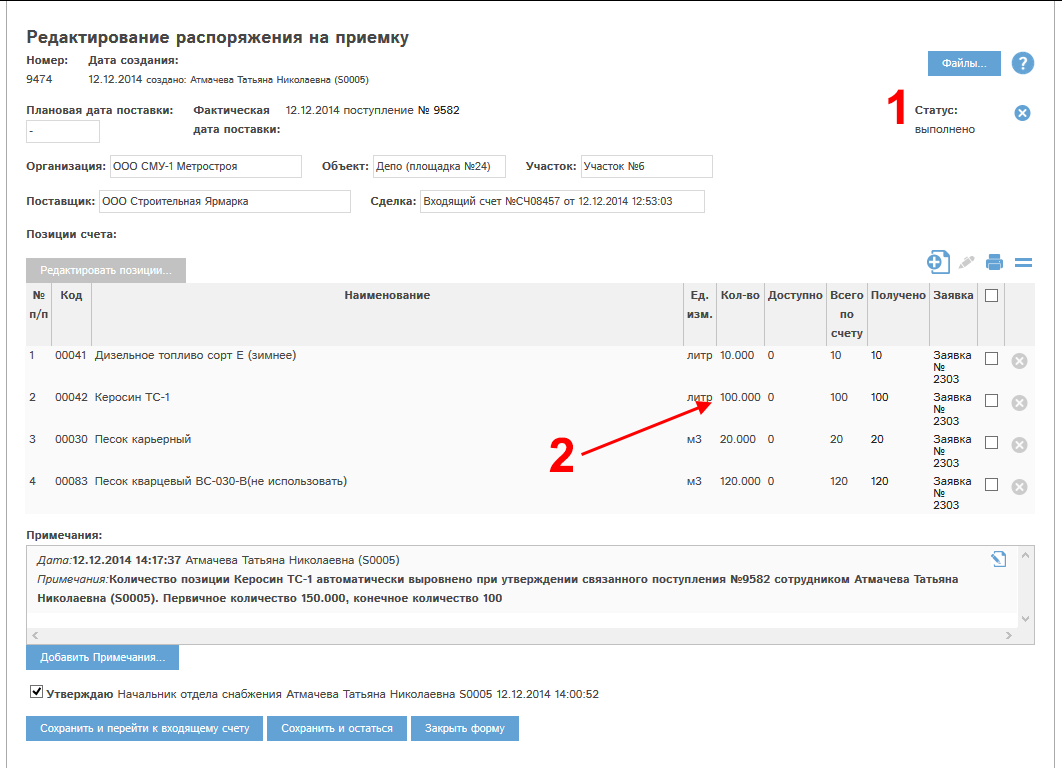 Редактирование распоряжения на приемку
Номер: Дата создания:
9474 12.12.2014 создано: Атмачева Татьяна Николаевна (S0005)
Файлы... ?
Плановая дата поставки: Фактическая 12.12.2014 поступление № 9582
дата поставки:
-
1 Статус:
выполнено
Организация: ООО СМУ-1 Метростроя Объект: Депо (площадка №24) Участок: Участок №6
Поставщик: ООО Строительная Ярмарка Сделка: Входящий счет №СЧ08457 от 12.12.2014 12:53:03
Позиции счета:
Редактировать позиции...
№ Код Наименование Ед. Кол-во Доступно Всего Получено Заявка
п/п изм. по
счету
1 00041 Дизельное топливо сорт Е (зимнее) литр 10.000 0 10 10 Заявка
№
2303
2 00042 Керосин ТС-1 литр 100.000 0 100 100 Заявка
№
2303
2
3 00030 Песок карьерный м3 20.000 0 20 20 Заявка
№
2303
4 00083 Песок кварцевый ВС-030-В(не использовать) м3 120.000 0 120 120 Заявка
№
2303
Примечания:
Дата:12.12.2014 14:17:37 Атмачева Татьяна Николаевна (S0005)
Примечания:Количество позиции Керосин ТС-1 автоматически выровнено при утверждении связанного поступления №9582 сотрудником Атмачева Татьяна
Николаевна (S0005). Первичное количество 150.000, конечное количество 100
Добавить Примечания...
Утверждаю Начальник отдела снабжения Атмачева Татьяна Николаевна S0005 12.12.2014 14:00:52
Сохранить и перейти к входящему счету Сохранить и остаться Закрыть форму